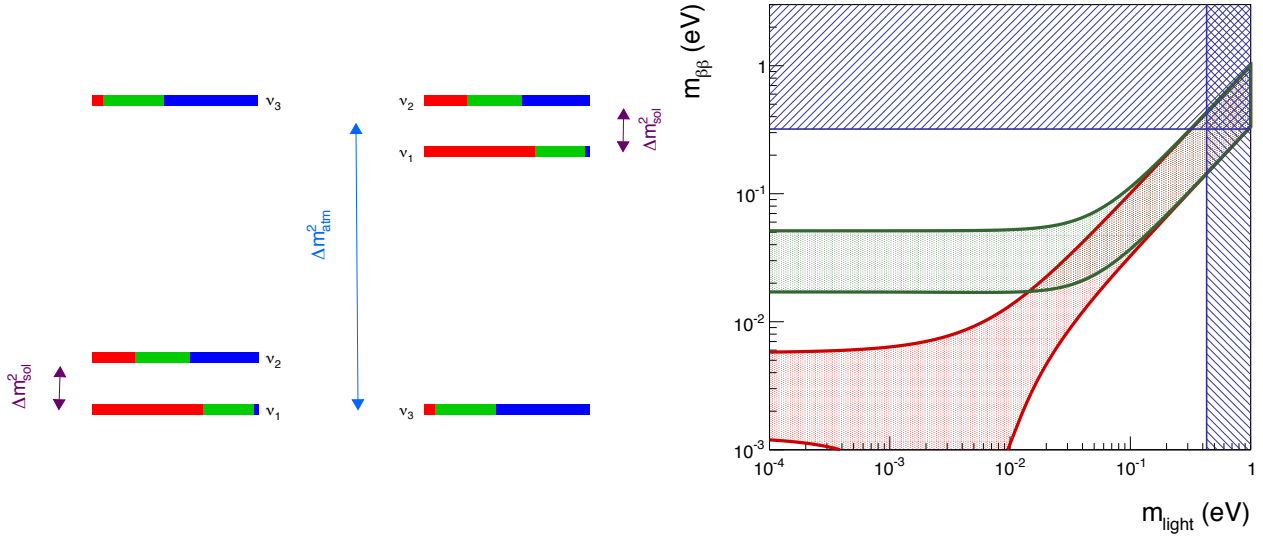 ν3
ν2
ν1
Δm²sol
ν2
ν1
ν3
Δm²sol
Δm²atm
mββ (eV)
1
10⁻¹
10⁻²
10⁻³
10⁻⁴ 10⁻³ 10⁻² 10⁻¹ 1
mlight (eV)